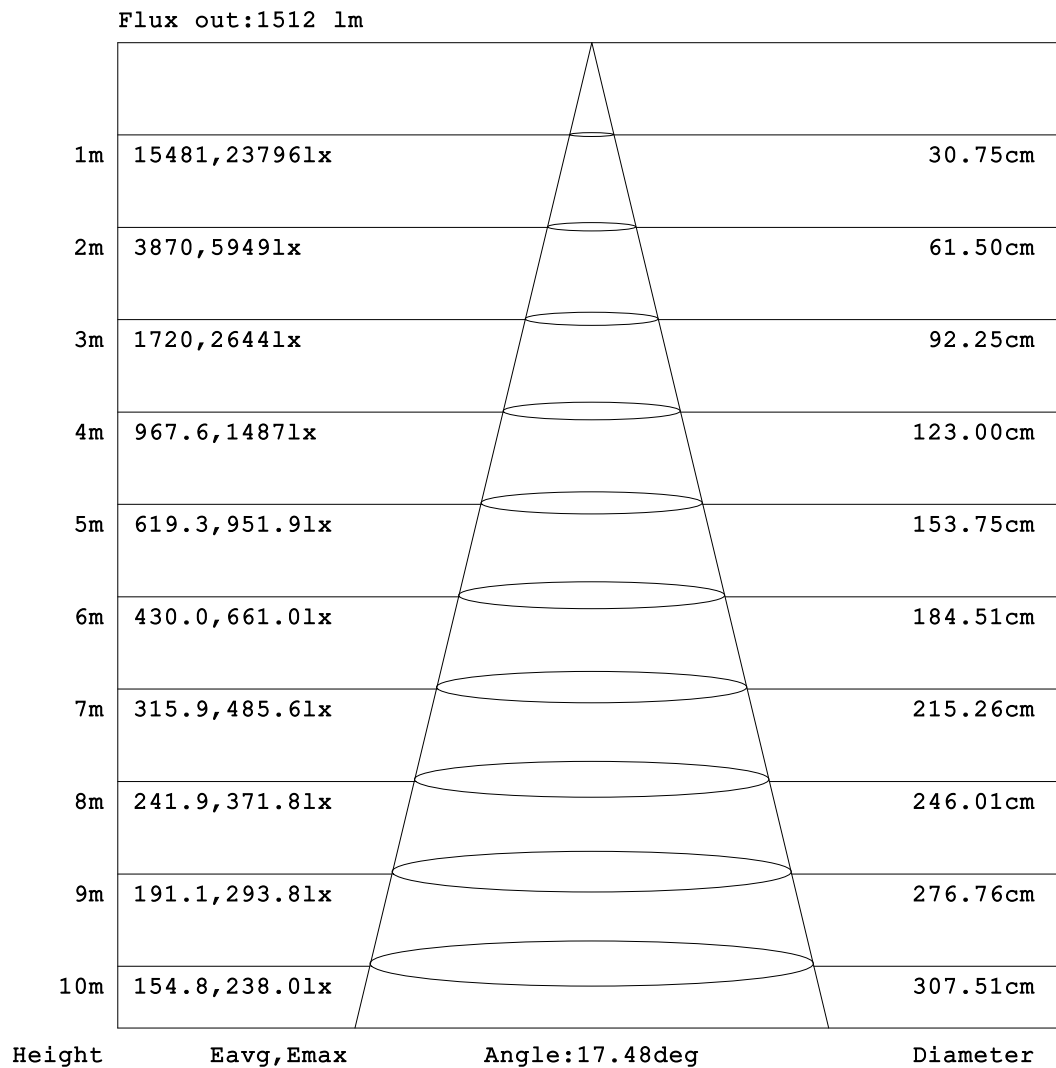 Flux out:1512 lm
1m 15481,23796lx 30.75cm
2m 3870,5949lx 61.50cm
3m 1720,2644lx 92.25cm
4m 967.6,1487lx 123.00cm
5m 619.3,951.9lx 153.75cm
6m 430.0,661.0lx 184.51cm
7m 315.9,485.6lx 215.26cm
8m 241.9,371.8lx 246.01cm
9m 191.1,293.8lx 276.76cm
10m 154.8,238.0lx 307.51cm
Height Eavg,Emax Angle:17.48deg Diameter